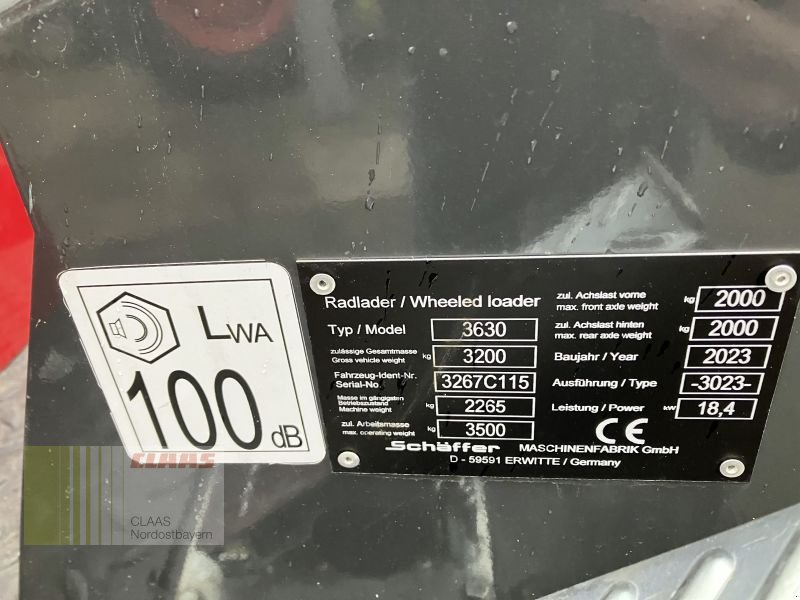 LWA
100 dB
Radlader / Wheeled loader
Typ / Model 3630
zulässige Gesamtmasse
Gross vehicle weight kg 3200
Fahrzeug-Ident-Nr.
Serial-No. 3267C115
Masse im gängigsten
Betriebszustand
Machine weight kg 2265
zul. Arbeitsmasse
max. operating weight kg 3500
zul. Achslast vorne
max. front axle weight kg 2000
zul. Achslast hinten
max. rear axle weight kg 2000
Baujahr / Year 2023
Ausführung / Type -3023-
Leistung / Power kW 18,4
CE
Schäffer MASCHINENFABRIK GmbH
D - 59591 ERWITTE / Germany
CLAAS
CLAAS
Nordostbayern